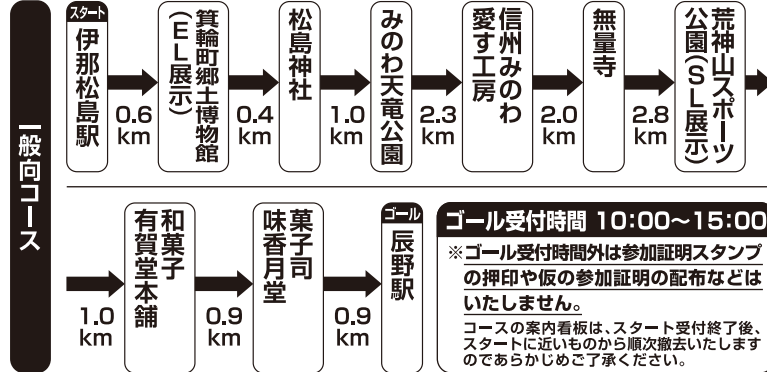 一般向コース
スタート
伊那松島駅
0.6
km
箕輪町郷土博物館
(EL展示)
0.4
km
松島神社
1.0
km
みのわ天竜公園
2.3
km
信州みのわ
愛す工房
2.0
km
無量寺
2.8
km
荒神山スポーツ
公園(SL展示)
1.0
km
和菓子
有賀堂本舗
0.9
km
菓子司
味香月堂
0.9
km
ゴール
辰野駅
ゴール受付時間 10:00~15:00
※ゴール受付時間外は参加証明スタンプ
の押印や仮の参加証明の配布などは
いたしません。
コースの案内看板は、スタート受付終了後、
スタートに近いものから順次撤去いたします
のであらかじめご了承ください。